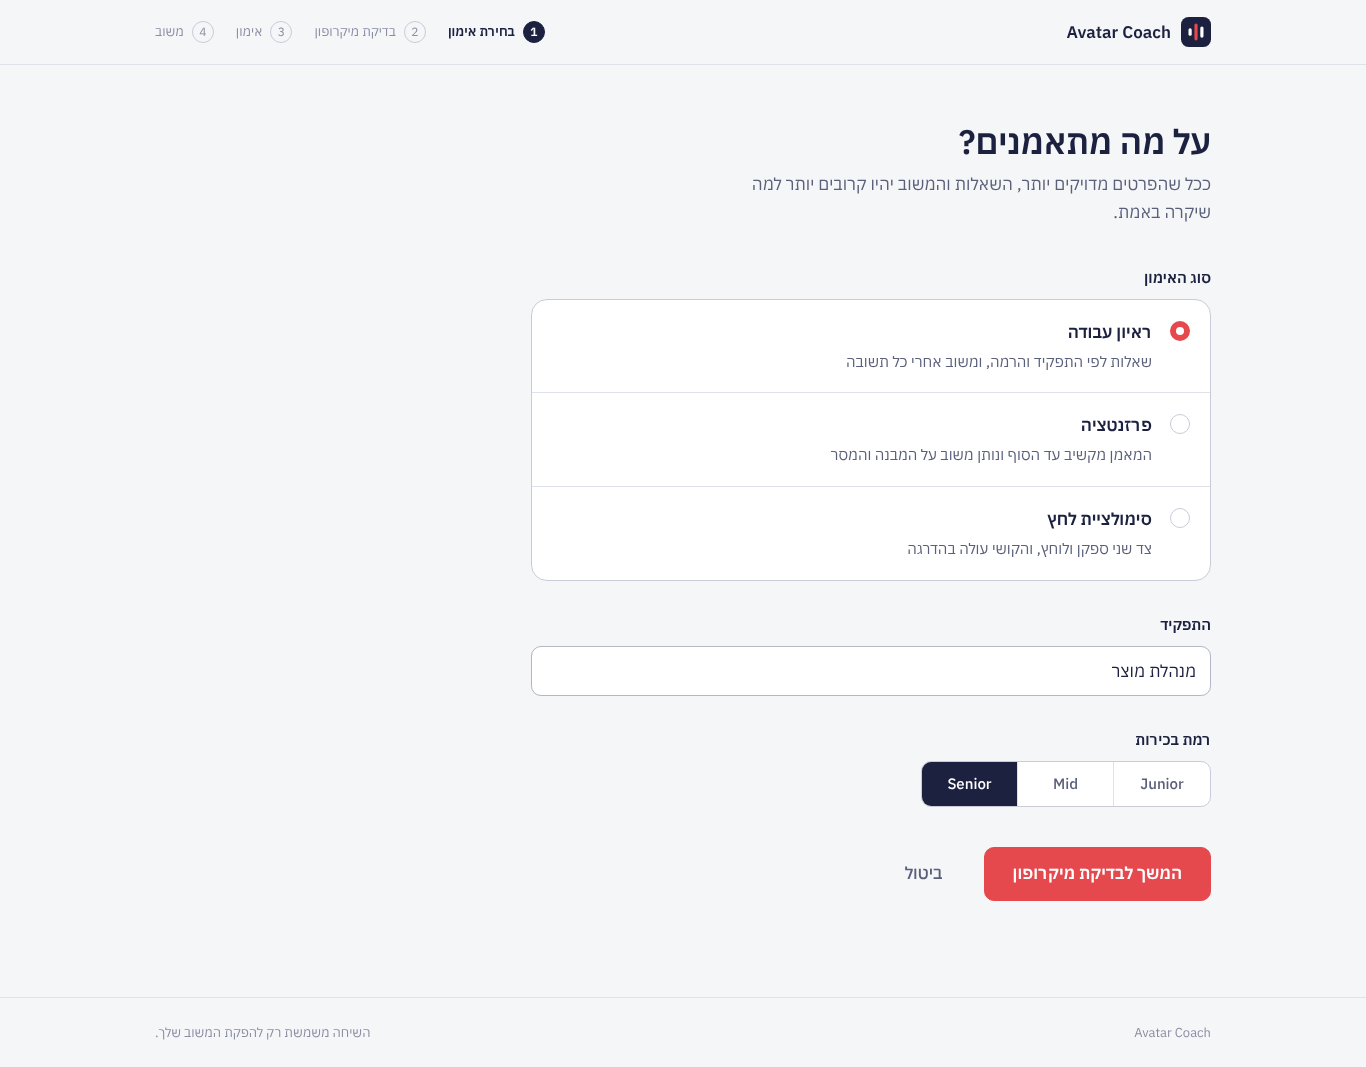 Avatar Coach
1 בחירת אימון
2 בדיקת מיקרופון
3 אימון
4 משוב
על מה מתאמנים?
ככל שהפרטים מדויקים יותר, השאלות והמשוב יהיו קרובים יותר למה
שיקרה באמת.
סוג האימון
ראיון עבודה
שאלות לפי התפקיד והרמה, ומשוב אחרי כל תשובה
פרזנטציה
המאמן מקשיב עד הסוף ונותן משוב על המבנה והמסר
סימולציית לחץ
צד שני ספקן ולוחץ, והקושי עולה בהדרגה
התפקיד
מנהלת מוצר
רמת בכירות
Junior
Mid
Senior
המשך לבדיקת מיקרופון
ביטול
Avatar Coach
השיחה משמשת רק להפקת המשוב שלך.